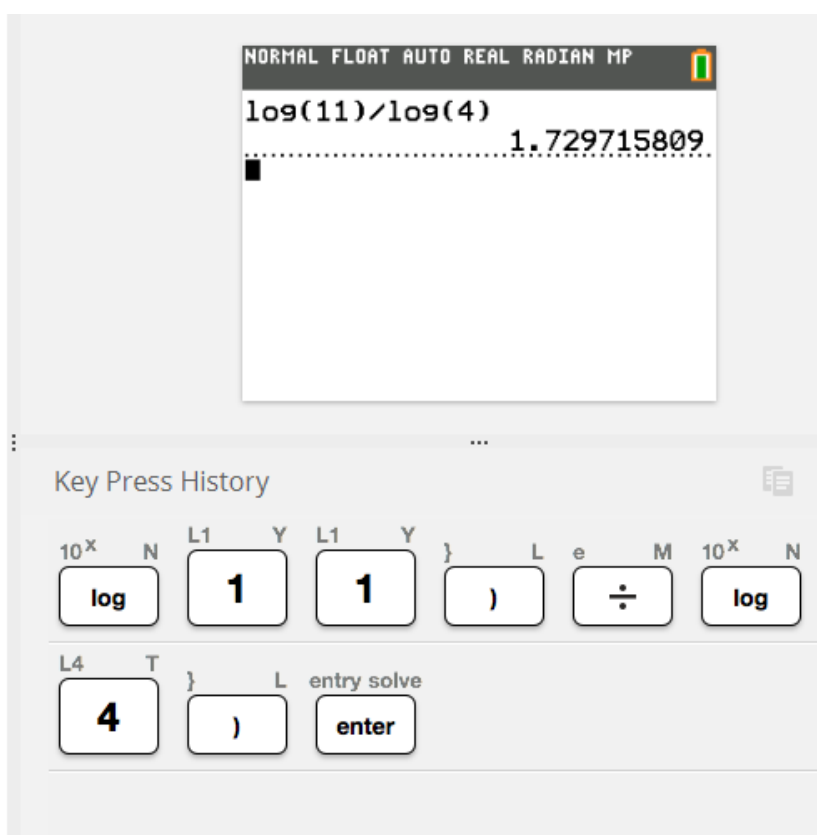 NORMAL FLOAT AUTO REAL RADIAN MP
log(11)/log(4)
1.729715809
Key Press History
10ˣ N L1 Y L1 Y } L e M 10ˣ N
log 1 1 ) ÷ log
L4 T } L entry solve
4 ) enter